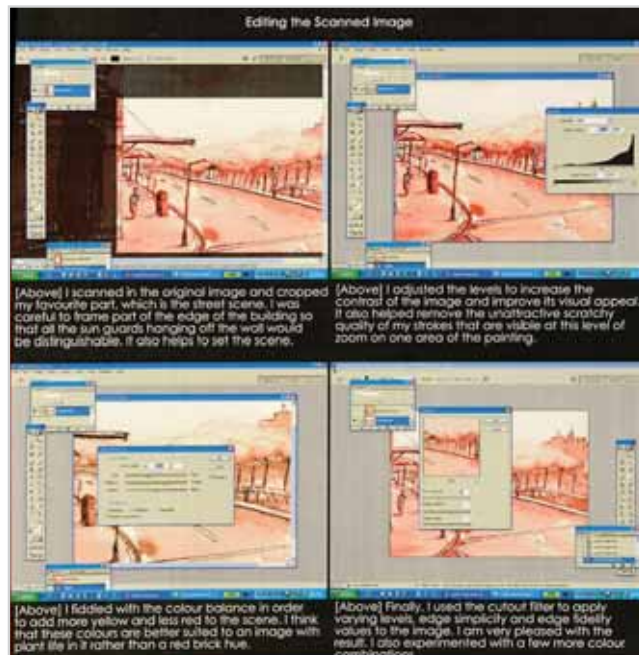 Editing the Scanned Image
[Above] I scanned in the original image and cropped
my favourite part, which is the street scene. I was
careful to frame part of the edge of the building so
that all the sun guards hanging off the wall would
be distinguishable. It also helps to set the scene.
[Above] I adjusted the levels to increase the
contrast of the image and improve its visual appeal.
It also helped remove the unattractive scratchy
quality of my strokes that are visible at this level of
zoom on one area of the painting.
[Above] I fiddled with the colour balance in order
to add more yellow and less red to the scene. I think
that these colours are better suited to an image with
plant life in it rather than a red brick hue.
[Above] Finally, I used the cutout filter to apply
varying levels, edge simplicity and edge fidelity
values to the image. I am very pleased with the
result. I also experimented with a few more colour
combinations